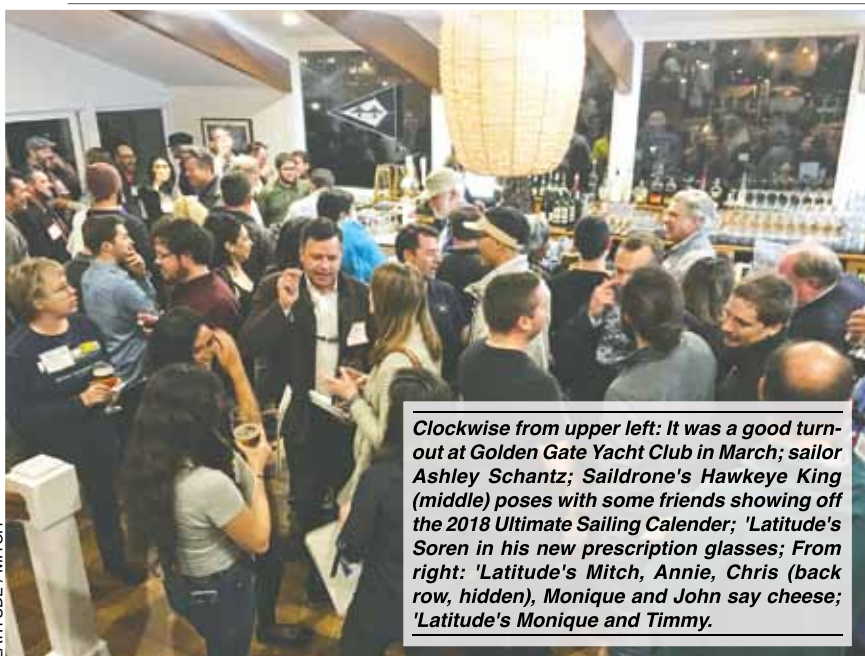 Clockwise from upper left: It was a good turn-
out at Golden Gate Yacht Club in March; sailor
Ashley Schantz; Saildrone's Hawkeye King
(middle) poses with some friends showing off
the 2018 Ultimate Sailing Calender; 'Latitude's
Soren in his new prescription glasses; From
right: 'Latitude's Mitch, Annie, Chris (back
row, hidden), Monique and John say cheese;
'Latitude's Monique and Timmy.